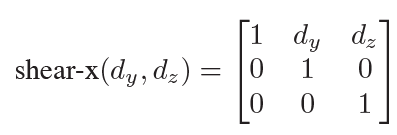 shear-x(d_y, d_z) = [1 d_y d_z
0 1 0
0 0 1]